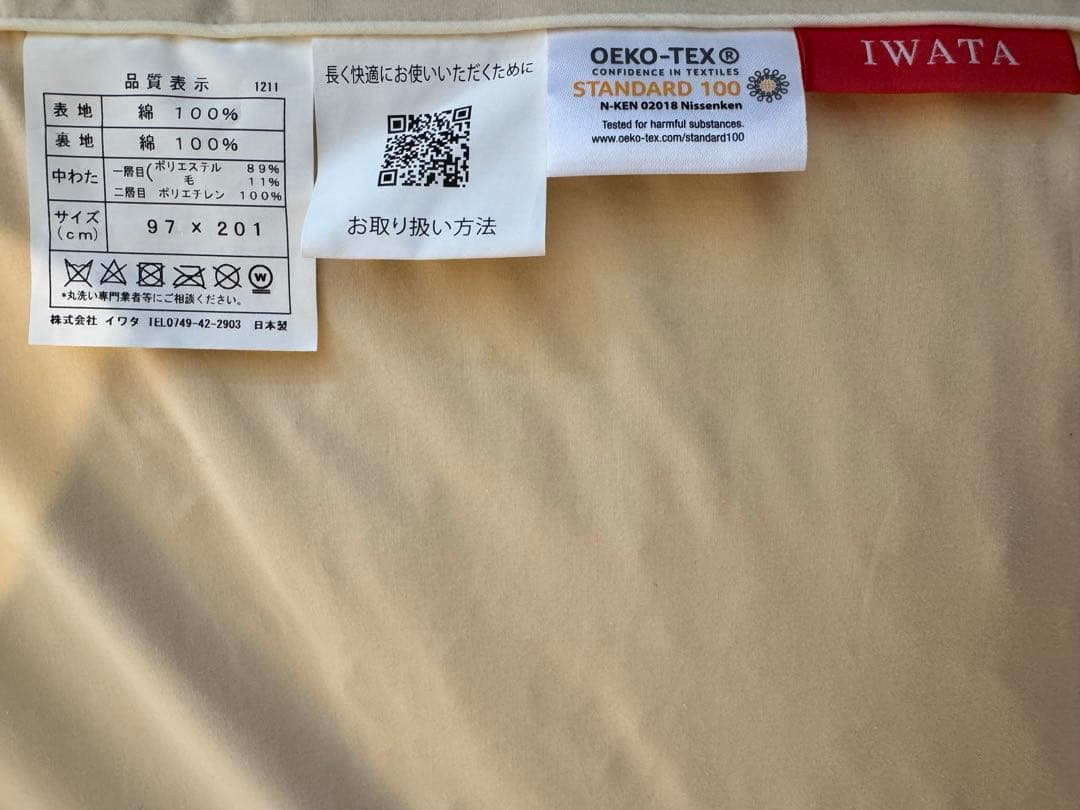 品質表示 1211
表地 綿 100%
裏地 綿 100%
中わた 一層目(ポリエステル 89%
毛 11%
二層目 ポリエチレン 100%
サイズ(cm) 97 × 201
W
*丸洗い専門業者等にご相談ください。
株式会社 イワタ TEL0749-42-2903 日本製
長く快適にお使いいただくために
お取り扱い方法
OEKO-TEX®
CONFIDENCE IN TEXTILES
STANDARD 100
N-KEN 02018 Nissenken
Tested for harmful substances.
www.oeko-tex.com/standard100
IWATA